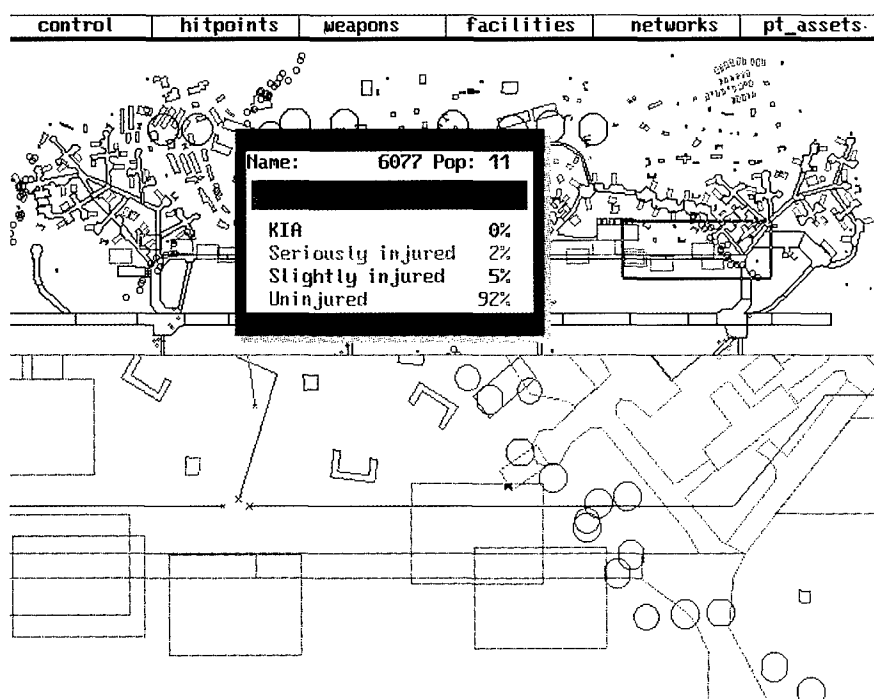 control hitpoints weapons facilities networks pt_assets
Name: 6077 Pop: 11
KIA 0%
Seriously injured 2%
Slightly injured 5%
Uninjured 92%